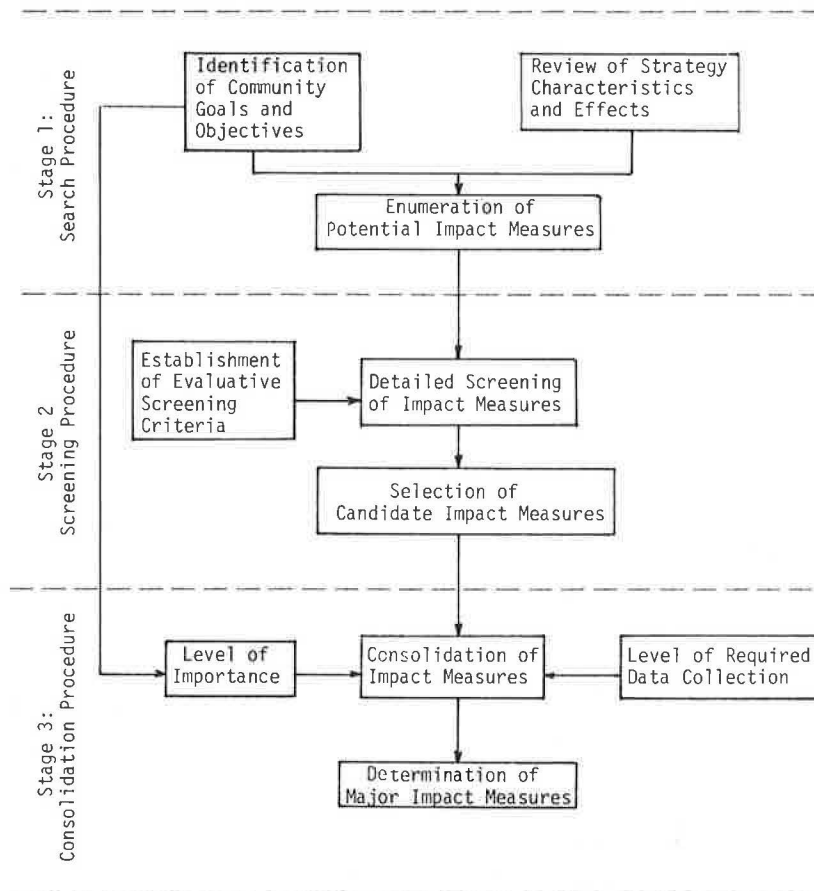 Stage 1:
Search Procedure
Identification
of Community
Goals and
Objectives
Review of Strategy
Characteristics
and Effects
Enumeration of
Potential Impact Measures
Stage 2
Screening Procedure
Establishment
of Evaluative
Screening
Criteria
Detailed Screening
of Impact Measures
Selection of
Candidate Impact Measures
Stage 3:
Consolidation Procedure
Level of
Importance
Consolidation of
Impact Measures
Level of Required
Data Collection
Determination of
Major Impact Measures